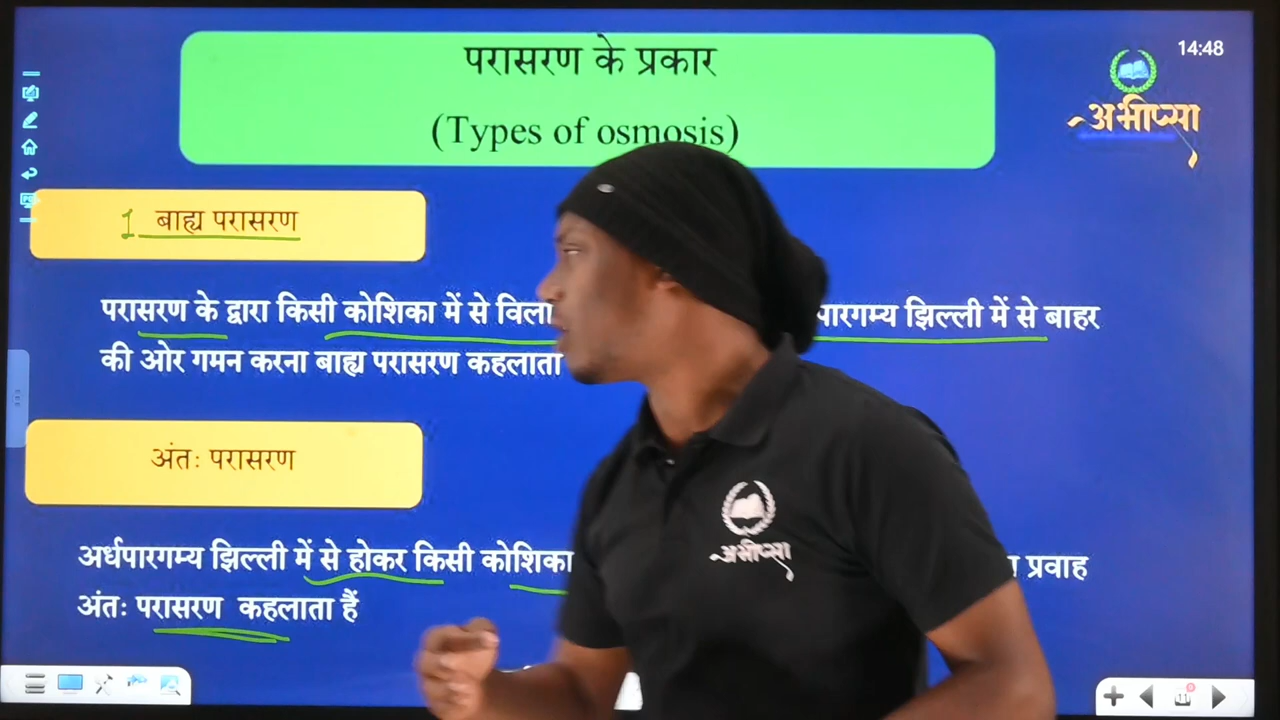 परासरण के प्रकार
14:48
(Types of osmosis)
अभीप्सा
1 बाह्य परासरण
परासरण के द्वारा किसी कोशिका में से झिल्ली में से बाहर
की ओर गमन करना बाह्य परासरण कहलाता
अंतः परासरण
अर्धपारगम्य झिल्ली में से होकर किसी प्रवाह
अंतः परासरण कहलाता हैं
अभीप्सा
11